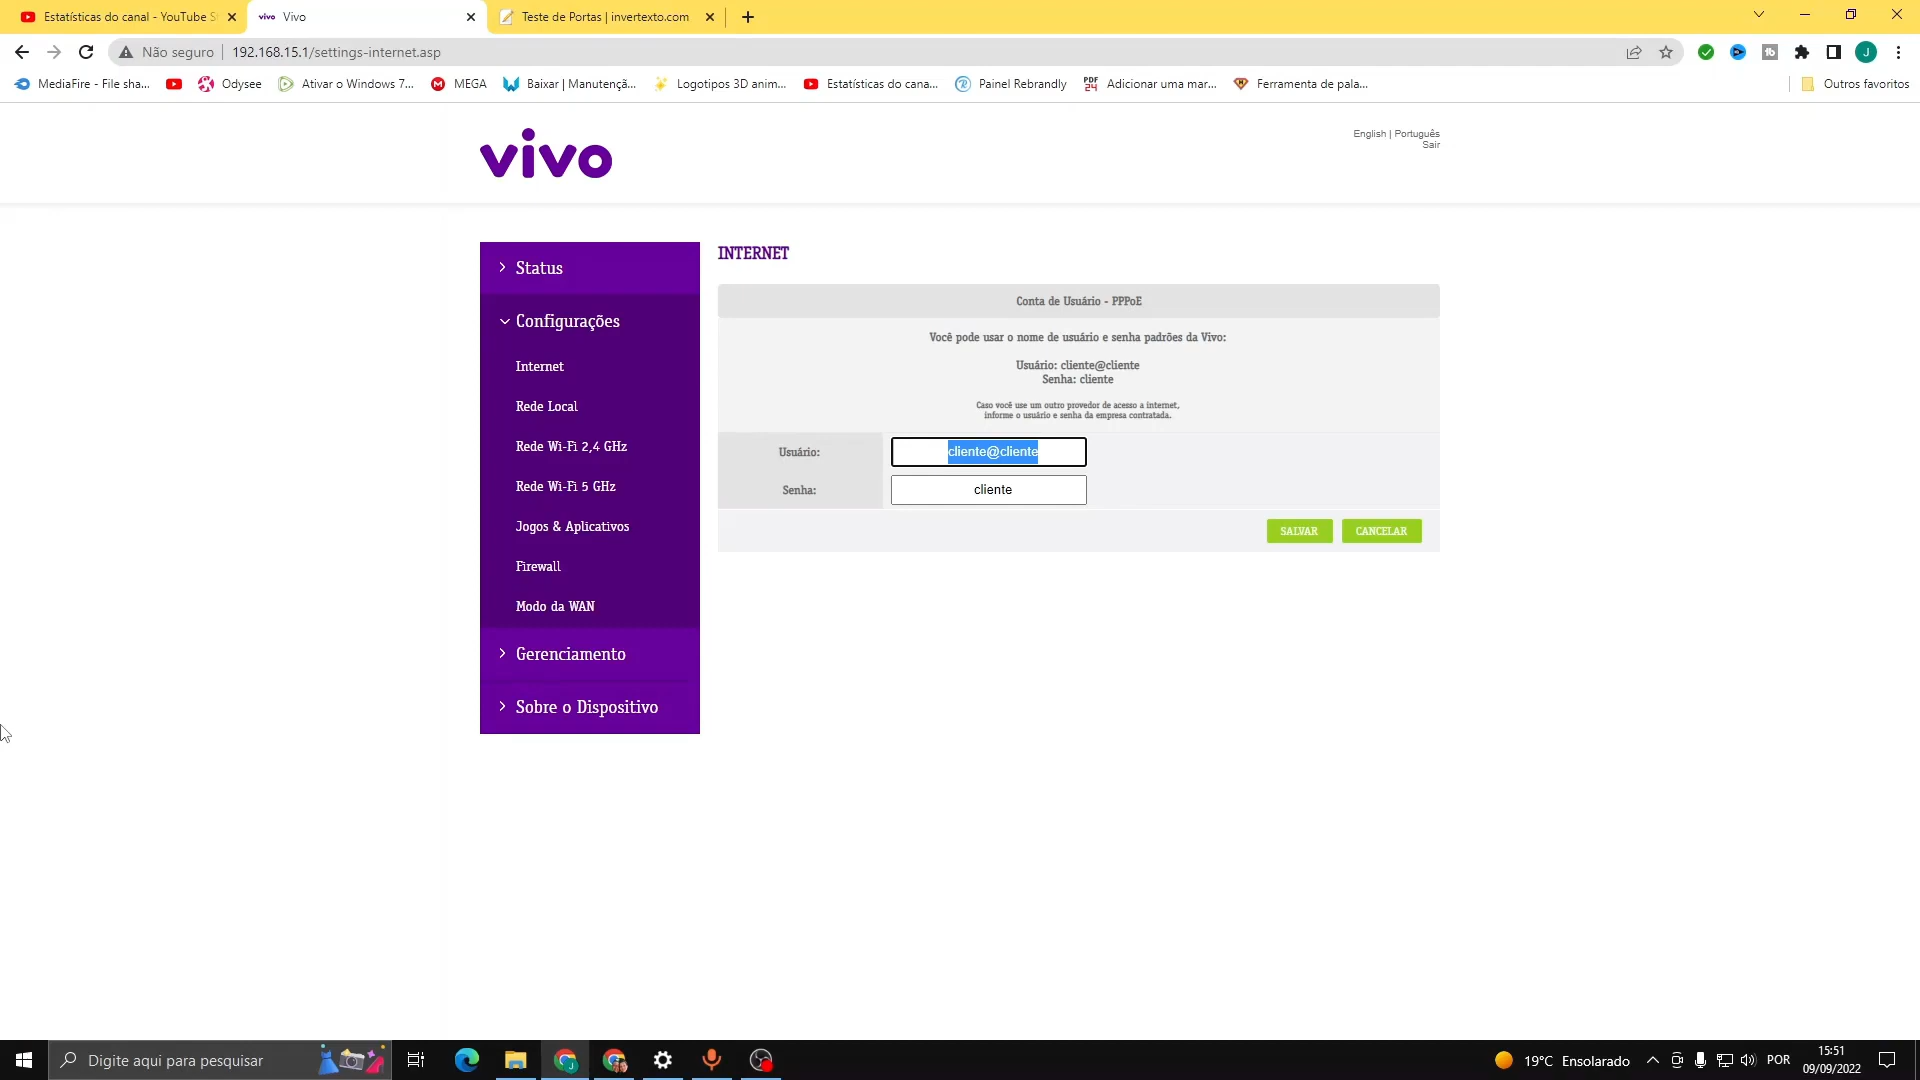 Estatísticas do canal - YouTube S
vivo Vivo
Teste de Portas | invertexto.com
Não seguro
192.168.15.1/settings-internet.asp
MediaFire - File sha...
Odysee
Ativar o Windows 7...
MEGA
Baixar | Manutençã...
Logotipos 3D anim...
Estatísticas do cana...
Painel Rebrandly
PDF 24 Adicionar uma mar...
Ferramenta de pala...
Outros favoritos
vivo
English | Português
Sair
Status
Configurações
Internet
Rede Local
Rede Wi-Fi 2,4 GHz
Rede Wi-Fi 5 GHz
Jogos & Aplicativos
Firewall
Modo da WAN
Gerenciamento
Sobre o Dispositivo
INTERNET
Conta de Usuário - PPPoE
Você pode usar o nome de usuário e senha padrões da Vivo:
Usuário: cliente@cliente
Senha: cliente
Caso você use um outro provedor de acesso a internet,
informe o usuário e senha da empresa contratada.
Usuário: cliente@cliente
Senha: cliente
SALVAR CANCELAR
Digite aqui para pesquisar
19°C Ensolarado
POR
15:51
09/09/2022